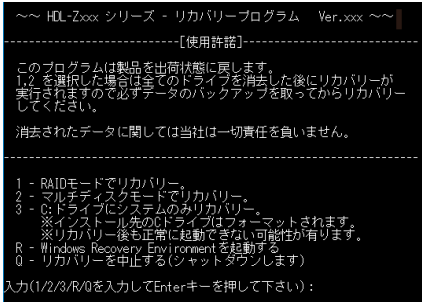 ～～ HDL-Zxxx シリーズ - リカバリープログラム　Ver.xxx ～～
----------------------------[使用許諾]----------------------------
このプログラムは製品を出荷状態に戻します。
1,2 を選択した場合は全てのドライブを消去した後にリカバリーが
実行されますので必ずデータのバックアップを取ってからリカバリー
してください。
消去されたデータに関しては当社は一切責任を負いません。
------------------------------------------------------------------
1 - RAIDモードでリカバリー。
2 - マルチディスクモードでリカバリー。
3 - C:ドライブにシステムのみリカバリー。
※インストール先のCドライブはフォーマットされます。
※リカバリー後も正常に起動できない可能性が有ります。
R - Windows Recovery Environmentを起動する
Q - リカバリーを中止する(シャットダウンします)
入力(1/2/3/R/Qを入力してEnterキーを押して下さい) :